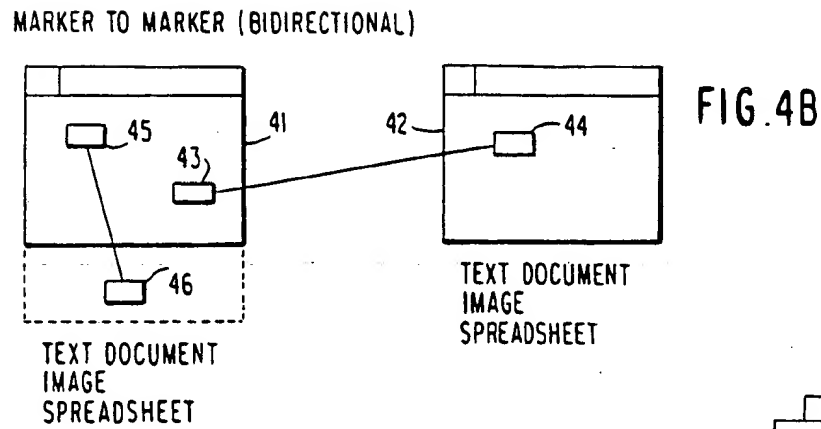 MARKER TO MARKER (BIDIRECTIONAL)
FIG.4B
45
41
42
44
43
46
TEXT DOCUMENT
IMAGE
SPREADSHEET
TEXT DOCUMENT
IMAGE
SPREADSHEET